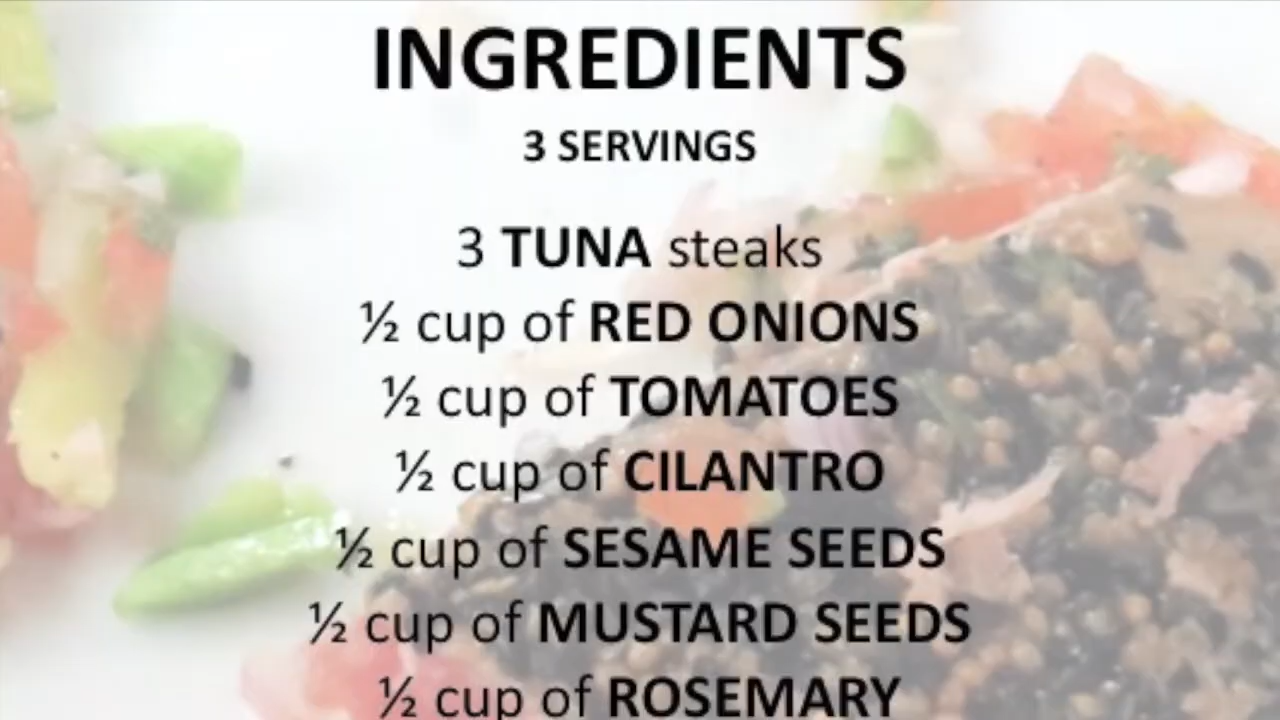 INGREDIENTS
3 SERVINGS
3 TUNA steaks
½ cup of RED ONIONS
½ cup of TOMATOES
½ cup of CILANTRO
½ cup of SESAME SEEDS
½ cup of MUSTARD SEEDS
½ cup of ROSEMARY